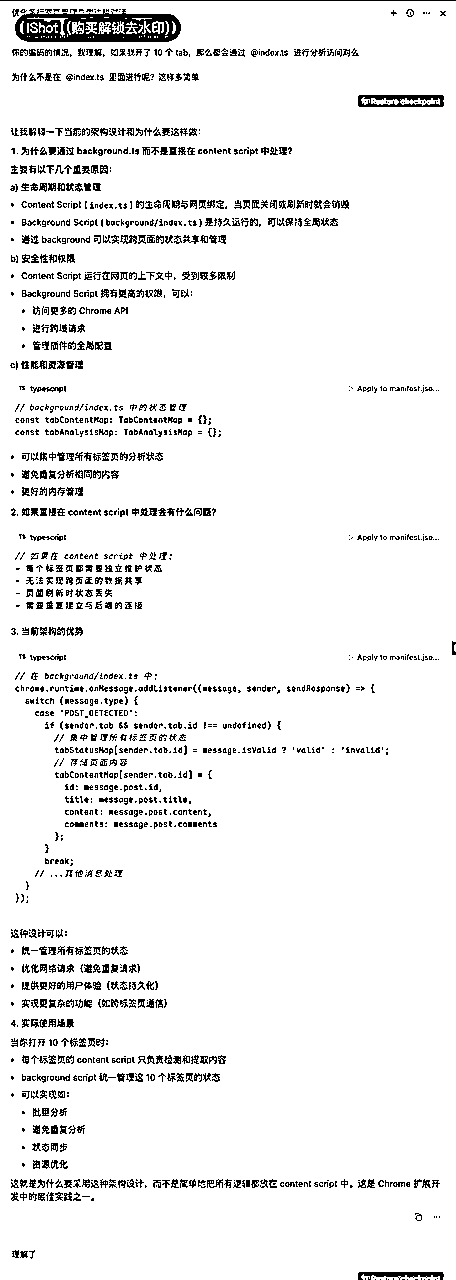 iShot (购买解锁去水印)
你的编码的情况，我理解，如果我开了 10 个 tab，那么都会通过 @index.ts 进行分析访问对么
为什么不是在 @index.ts 里面进行呢？这样多简单
Restore checkpoint
让我解释一下当前的架构设计和为什么要这样做：
1. 为什么要通过 background.ts 而不是直接在 content script 中处理？
主要有以下几个重要原因：
a) 生命周期和状态管理
• Content Script (index.ts) 的生命周期与网页绑定，当页面关闭或刷新时就会销毁
• Background Script (background/index.ts) 是持久运行的，可以保持全局状态
• 通过 background 可以实现跨页面的状态共享和管理
b) 安全性和权限
• Content Script 运行在网页的上下文中，受到较多限制
• Background Script 拥有更高的权限，可以：
• 访问更多的 Chrome API
• 进行跨域请求
• 管理插件的全局配置
c) 性能和资源管理
TS typescript
Apply to manifest.jso...
// background/index.ts 中的状态管理
const tabContentMap: TabContentMap = {};
const tabAnalysisMap: TabAnalysisMap = {};
• 可以集中管理所有标签页的分析状态
• 避免重复分析相同的内容
• 更好的内存管理
2. 如果直接在 content script 中处理会有什么问题？
TS typescript
Apply to manifest.jso...
// 如果在 content script 中处理：
- 每个标签页都需要独立维护状态
- 无法实现跨页面的数据共享
- 页面刷新时状态丢失
- 需要重复建立与后端的连接
3. 当前架构的优势
TS typescript
Apply to manifest.jso...
// 在 background/index.ts 中：
chrome.runtime.onMessage.addListener((message, sender, sendResponse) => {
switch (message.type) {
case "POST_DETECTED":
if (sender.tab && sender.tab.id !== undefined) {
// 集中管理所有标签页的状态
tabStatusMap[sender.tab.id] = message.isValid ? 'valid' : 'invalid';
// 存储页面内容
tabContentMap[sender.tab.id] = {
id: message.post.id,
title: message.post.title,
content: message.post.content,
comments: message.post.comments
};
}
break;
// ...其他消息处理
}
});
这种设计可以：
• 统一管理所有标签页的状态
• 优化网络请求（避免重复请求）
• 提供更好的用户体验（状态持久化）
• 实现更复杂的功能（如跨标签页通信）
4. 实际使用场景
当你打开 10 个标签页时：
• 每个标签页的 content script 只负责检测和提取内容
• background script 统一管理这 10 个标签页的状态
• 可以实现如：
• 批量分析
• 避免重复分析
• 状态同步
• 资源优化
这就是为什么要采用这种架构设计，而不是简单地把所有逻辑都放在 content script 中。这是 Chrome 扩展开
发中的最佳实践之一。
理解了
Restore checkpoint